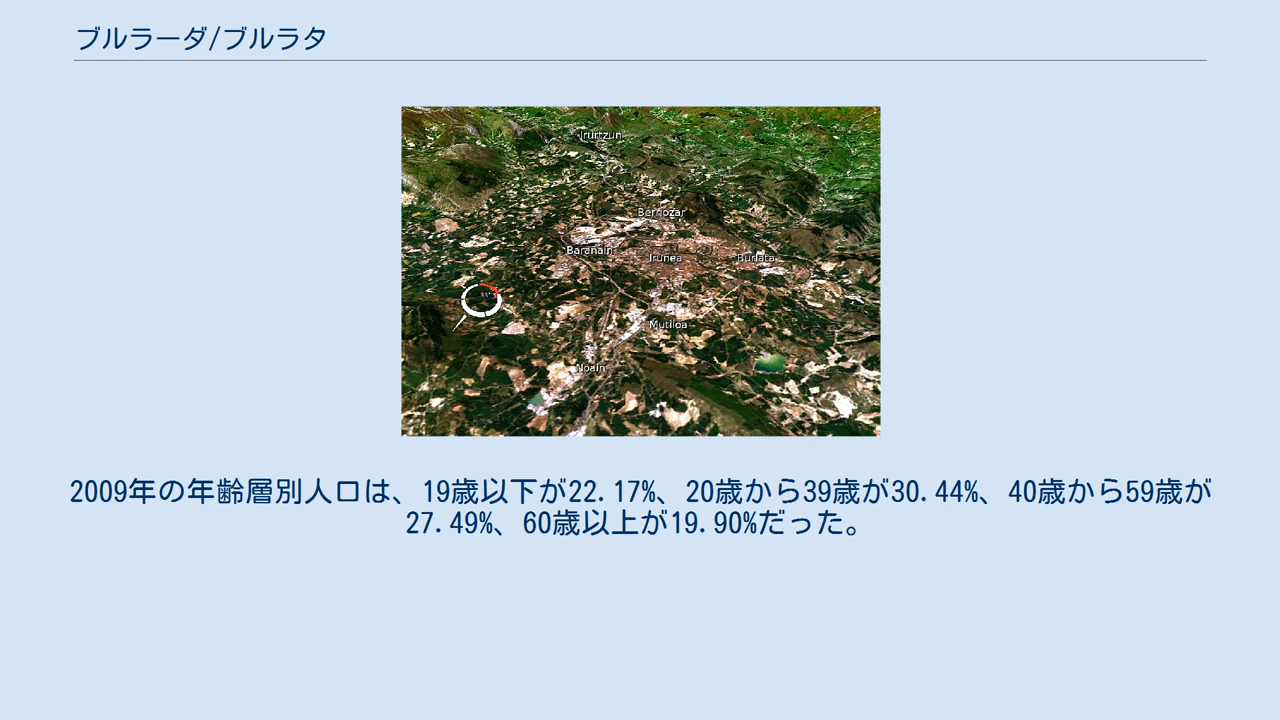 ブルラーダ/ブルラタ
Irurtzun
Berriozar
Barañain
Irunea
Burlata
Mutiloa
Noain
2009年の年齢層別人口は、19歳以下が22.17%、20歳から39歳が30.44%、40歳から59歳が
27.49%、60歳以上が19.90%だった。